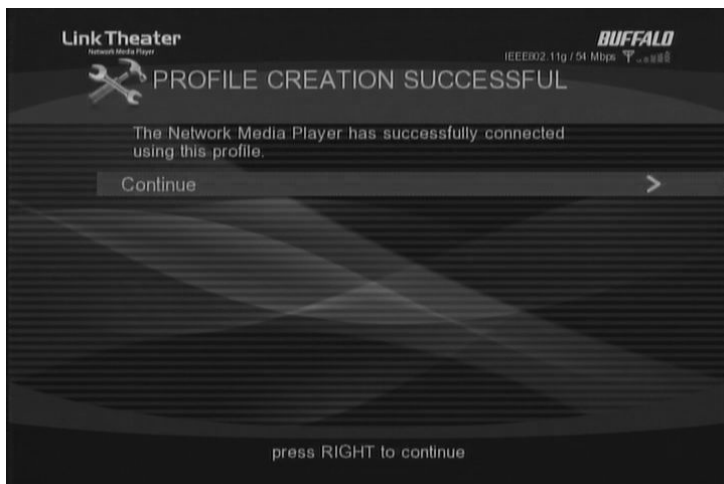 LinkTheater
Network Media Player
BUFFALO
IEEE802.11g / 54 Mbps
PROFILE CREATION SUCCESSFUL
The Network Media Player has successfully connected
using this profile.
Continue
press RIGHT to continue